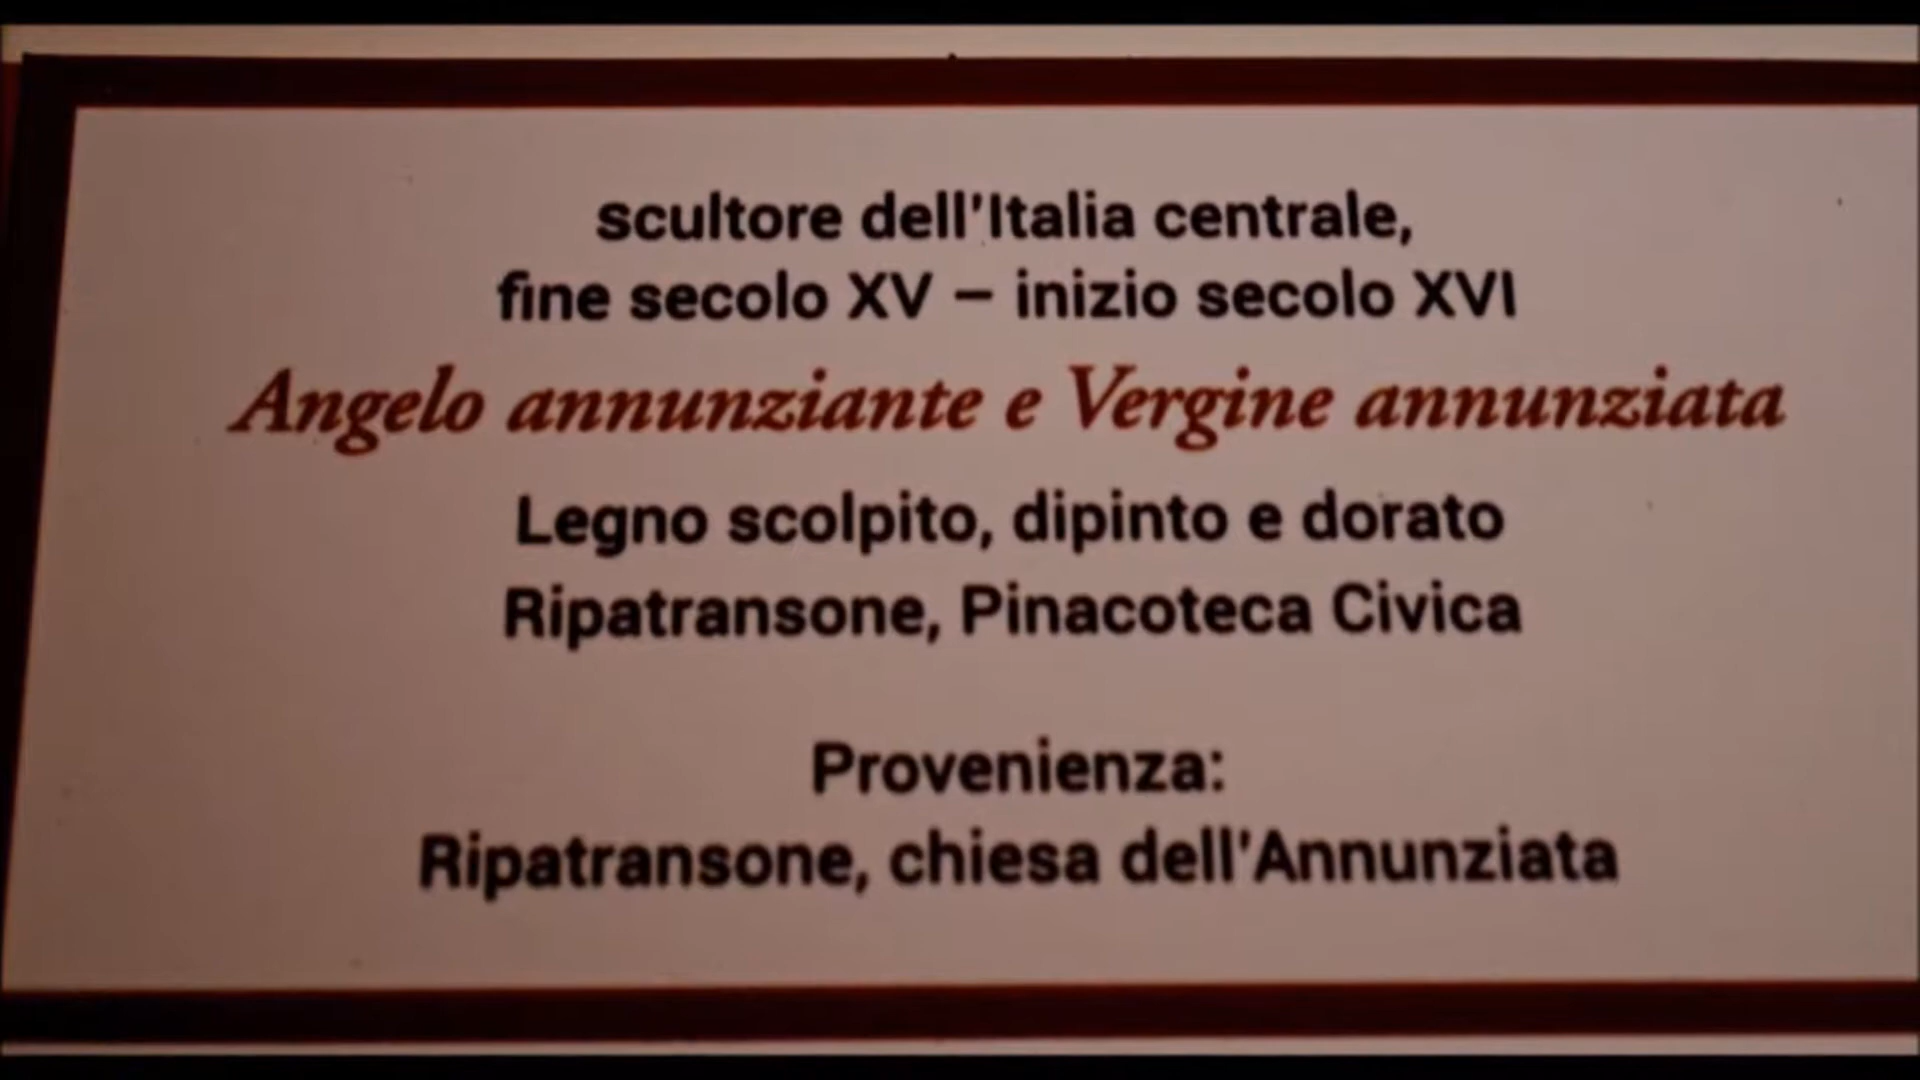 scultore dell'Italia centrale,
fine secolo XV – inizio secolo XVI
Angelo annunziante e Vergine annunziata
Legno scolpito, dipinto e dorato
Ripatransone, Pinacoteca Civica
Provenienza:
Ripatransone, chiesa dell'Annunziata